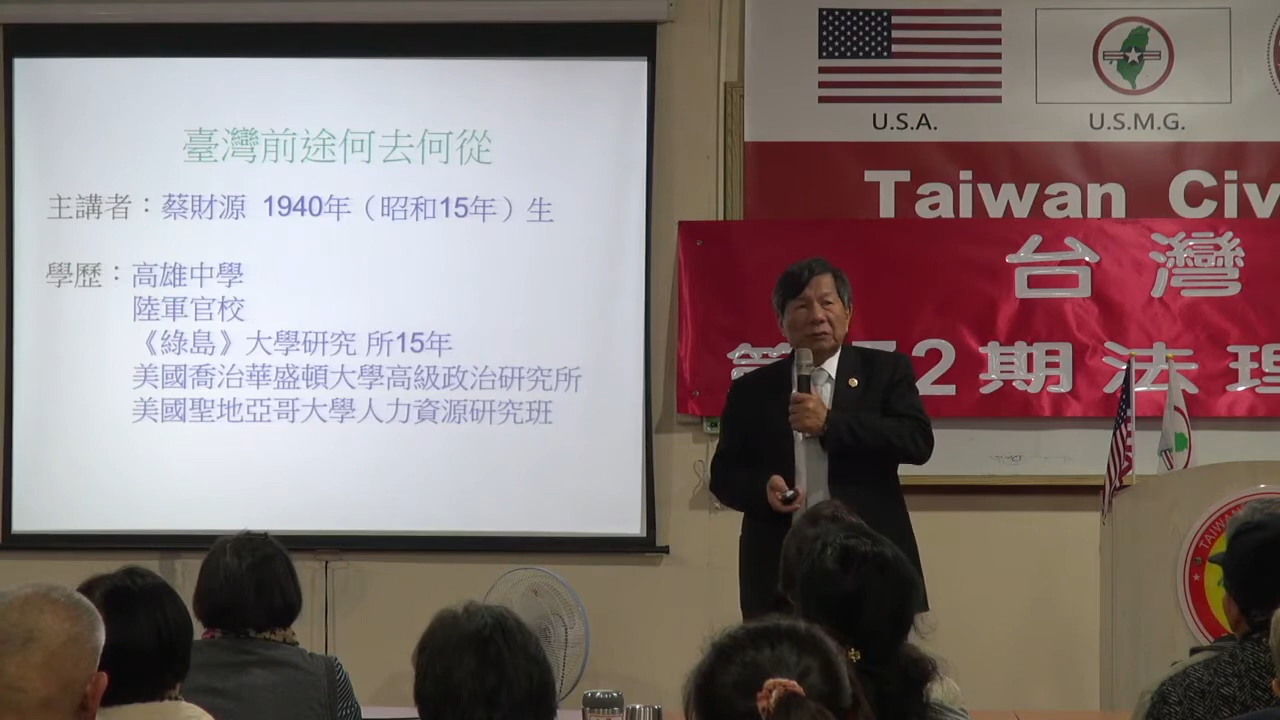 臺灣前途何去何從
主講者：蔡財源 1940年（昭和15年）生
學歷：高雄中學
陸軍官校
《綠島》大學研究 所15年
美國喬治華盛頓大學高級政治研究所
美國聖地亞哥大學人力資源研究班
U.S.A.
U.S.M.G.
Taiwan Civ
台灣
第 2期法理
TAIWAN